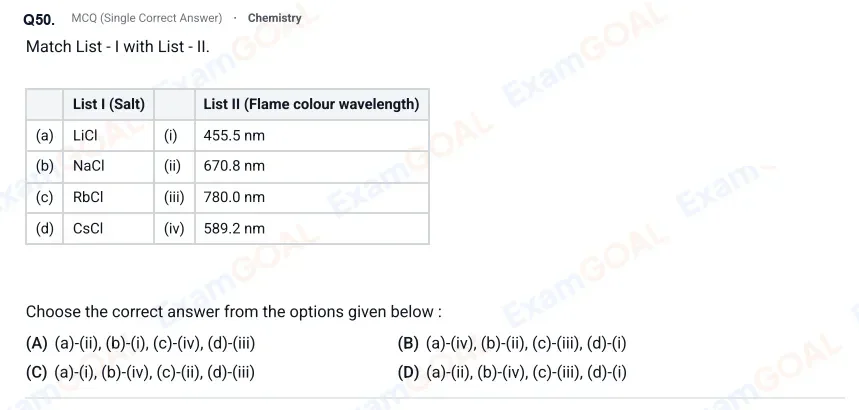 Q50. MCQ (Single Correct Answer) · Chemistry
Match List - I with List - II.
List I (Salt) List II (Flame colour wavelength)
(a) LiCl (i) 455.5 nm
(b) NaCl (ii) 670.8 nm
(c) RbCl (iii) 780.0 nm
(d) CsCl (iv) 589.2 nm
Choose the correct answer from the options given below :
(A) (a)-(ii), (b)-(i), (c)-(iv), (d)-(iii) (B) (a)-(iv), (b)-(ii), (c)-(iii), (d)-(i)
(C) (a)-(i), (b)-(iv), (c)-(ii), (d)-(iii) (D) (a)-(ii), (b)-(iv), (c)-(iii), (d)-(i)